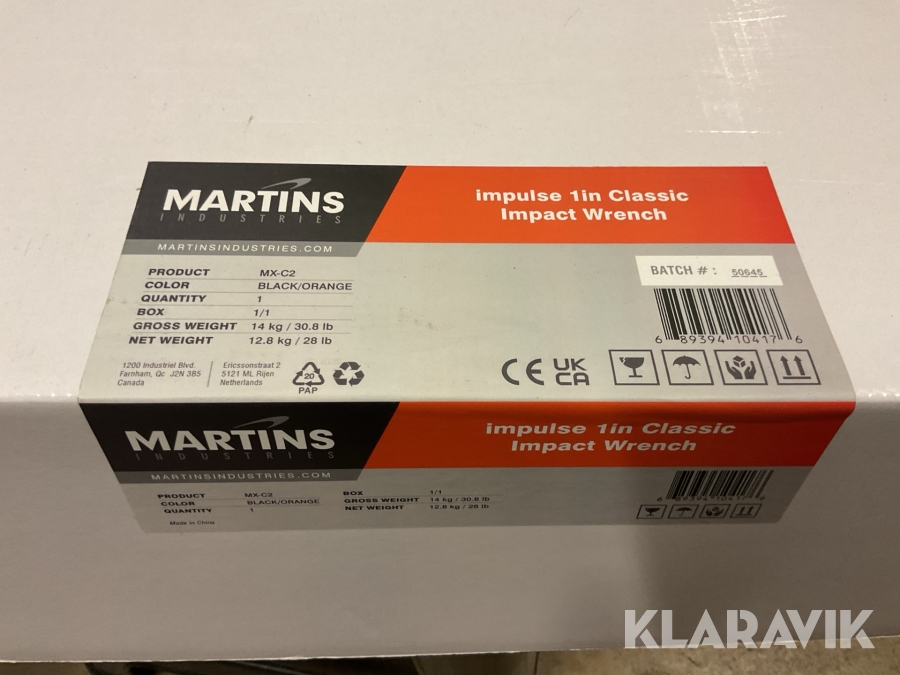 MARTINS
INDUSTRIES
MARTINSINDUSTRIES.COM
impulse 1in Classic
Impact Wrench
PRODUCT MX-C2
COLOR BLACK/ORANGE
QUANTITY 1
BOX 1/1
GROSS WEIGHT 14 kg / 30.8 lb
NET WEIGHT 12.8 kg / 28 lb
BATCH # : 50645
6 89394 10417 6
1200 Industriel Blvd.
Farnham, Qc J2N 3B5
Canada
Ericssonstraat 2
5121 ML Rijen
Netherlands
20
PAP
CE UKCA
MARTINS
INDUSTRIES
MARTINSINDUSTRIES.COM
impulse 1in Classic
Impact Wrench
PRODUCT MX-C2
COLOR BLACK/ORANGE
QUANTITY 1
BOX 1/1
GROSS WEIGHT 14 kg / 30.8 lb
NET WEIGHT 12.8 kg / 28 lb
6 89394 10417 6
Made in China
KLARAVIK